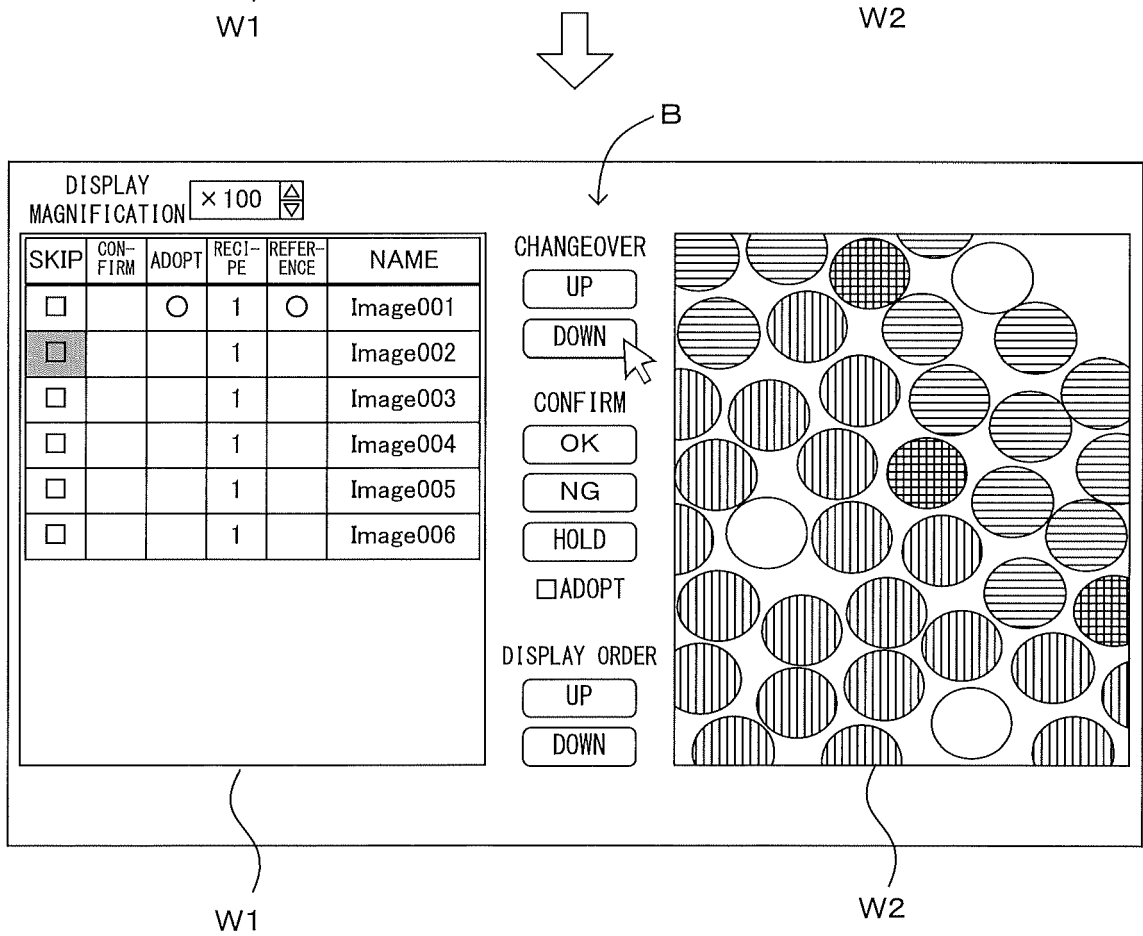 W1 W2
B
DISPLAY
MAGNIFICATION ×100
SKIP CON-FIRM ADOPT RECI-PE REFER-ENCE NAME
□ ○ 1 ○ Image001
□ 1 Image002
□ 1 Image003
□ 1 Image004
□ 1 Image005
□ 1 Image006
CHANGEOVER
UP
DOWN
CONFIRM
OK
NG
HOLD
□ADOPT
DISPLAY ORDER
UP
DOWN
W1 W2